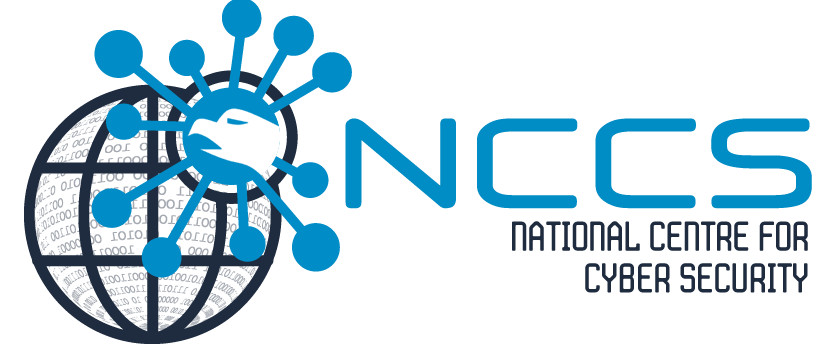 NCCS
NATIONAL CENTRE FOR
CYBER SECURITY